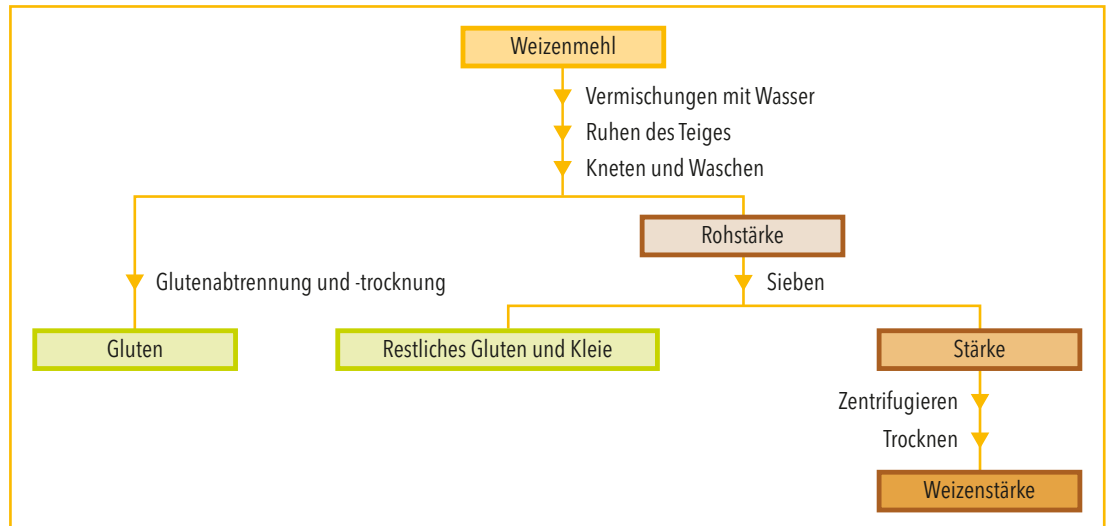 Weizenmehl
Vermischungen mit Wasser
Ruhen des Teiges
Kneten und Waschen
Rohstärke
Glutenabtrennung und -trocknung
Sieben
Gluten
Restliches Gluten und Kleie
Stärke
Zentrifugieren
Trocknen
Weizenstärke